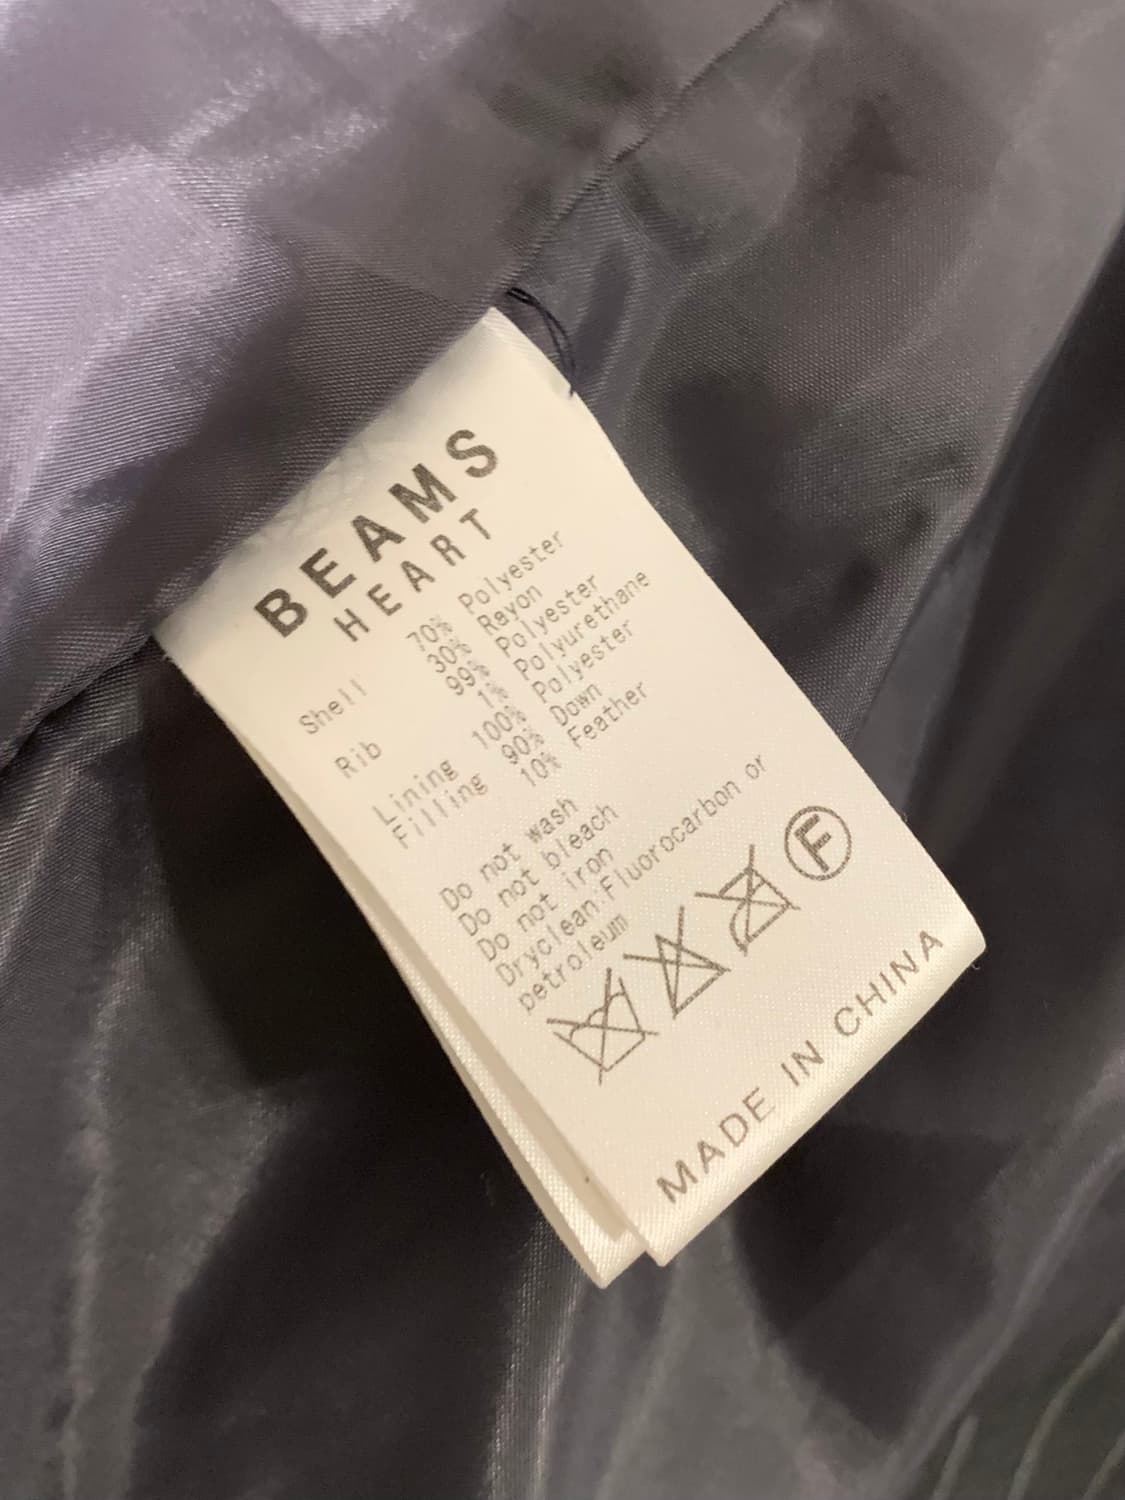 BEAMS
HEART
Shell 70% Polyester
30% Rayon
Rib 99% Polyester
1% Polyurethane
Lining 100% Polyester
Filling 90% Down
10% Feather
Do not wash
Do not bleach
Do not iron
Dryclean:Fluorocarbon or
petroleum
F
MADE IN CHINA